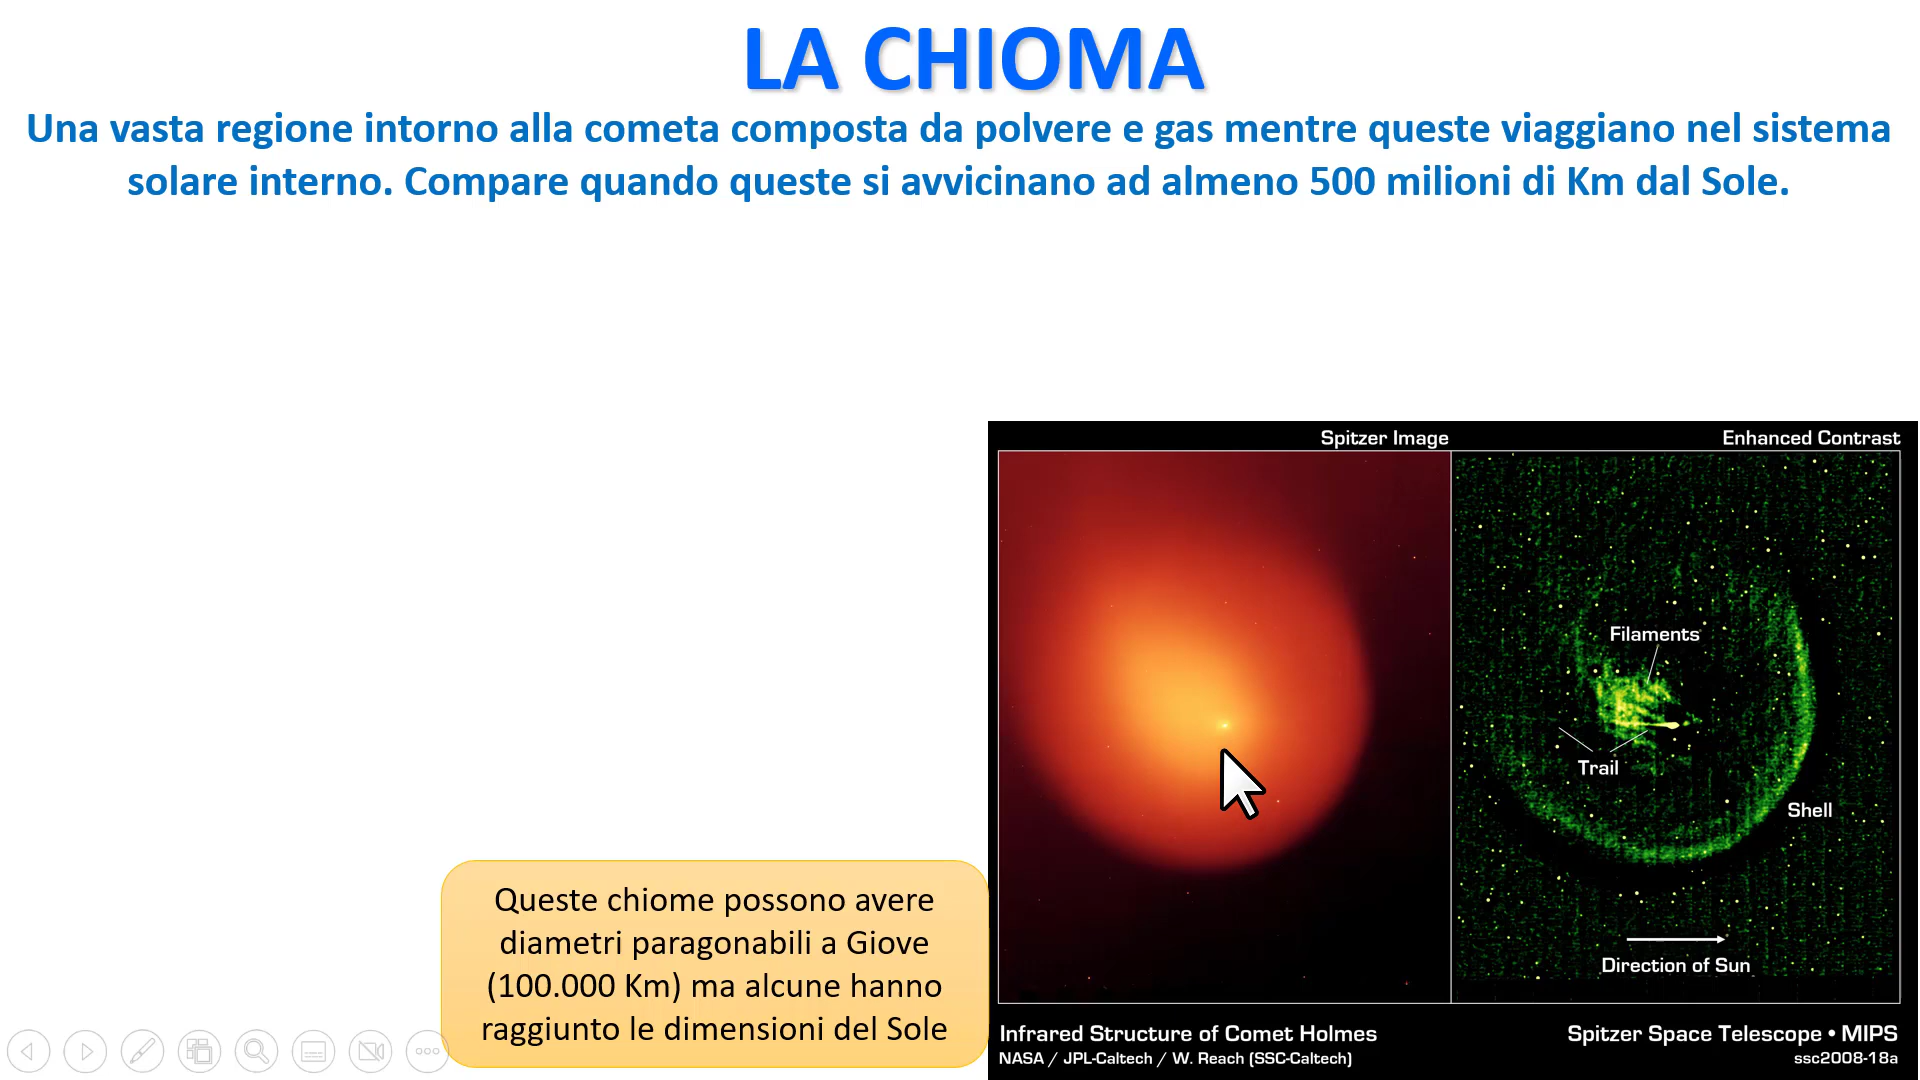 LA CHIOMA
Una vasta regione intorno alla cometa composta da polvere e gas mentre queste viaggiano nel sistema
solare interno. Compare quando queste si avvicinano ad almeno 500 milioni di Km dal Sole.
Spitzer Image
Enhanced Contrast
Filaments
Trail
Shell
Direction of Sun
Infrared Structure of Comet Holmes
Spitzer Space Telescope • MIPS
NASA / JPL-Caltech / W. Reach (SSC-Caltech)
ssc2008-18a
Queste chiome possono avere
diametri paragonabili a Giove
(100.000 Km) ma alcune hanno
raggiunto le dimensioni del Sole